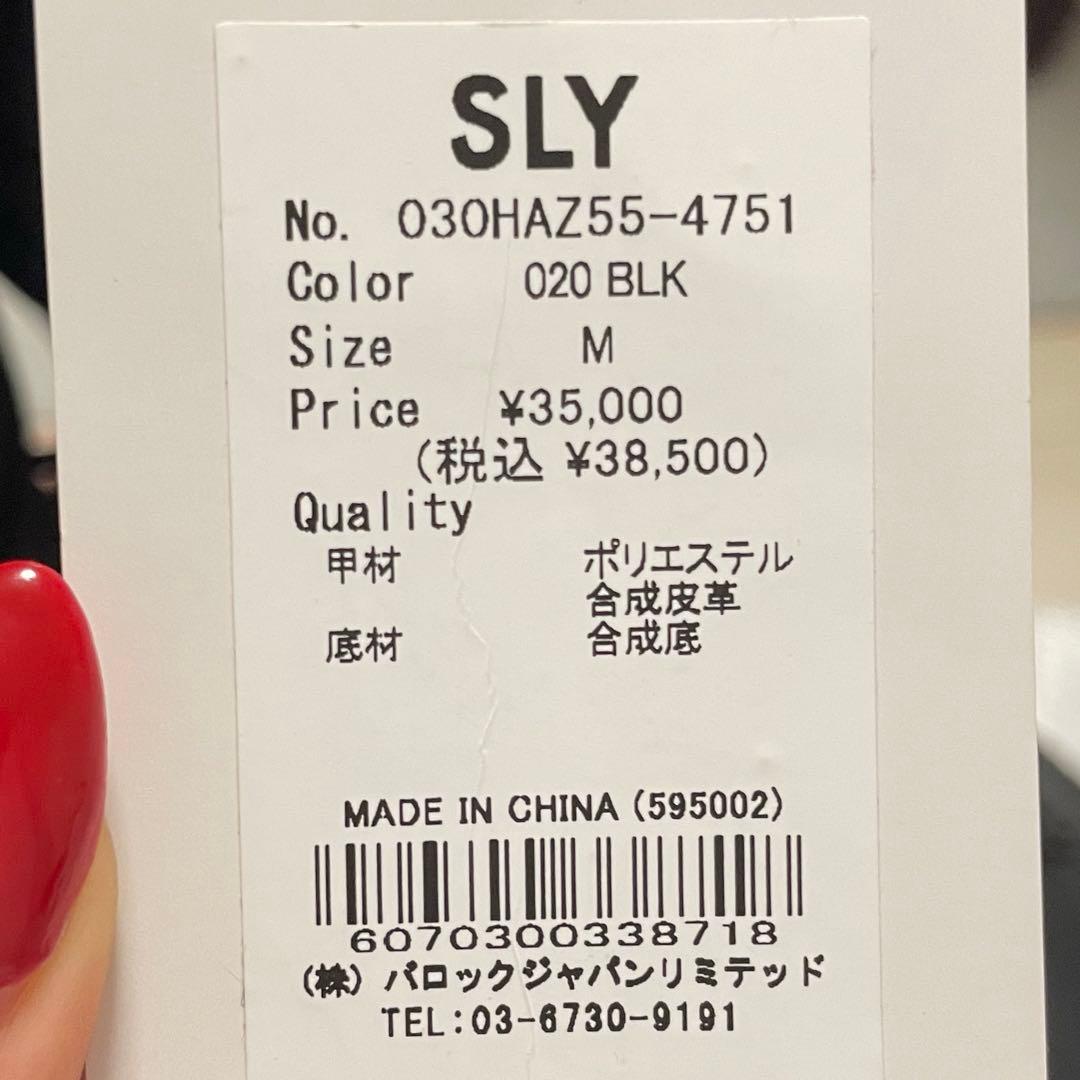 SLY
No. 030HAZ55-4751
Color 020 BLK
Size M
Price ¥35,000
(税込 ¥38,500)
Quality
甲材 ポリエステル
合成皮革
底材 合成底
MADE IN CHINA (595002)
6070300338718
(株) バロックジャパンリミテッド
TEL:03-6730-9191